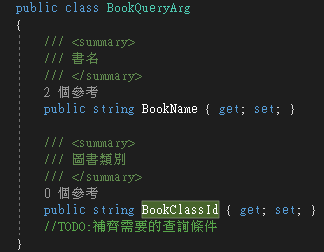 public class BookQueryArg
{
/// <summary>
/// 書名
/// </summary>
2 個參考
public string BookName { get; set; }
/// <summary>
/// 圖書類別
/// </summary>
0 個參考
public string BookClassId { get; set; }
//TODO:補齊需要的查詢條件